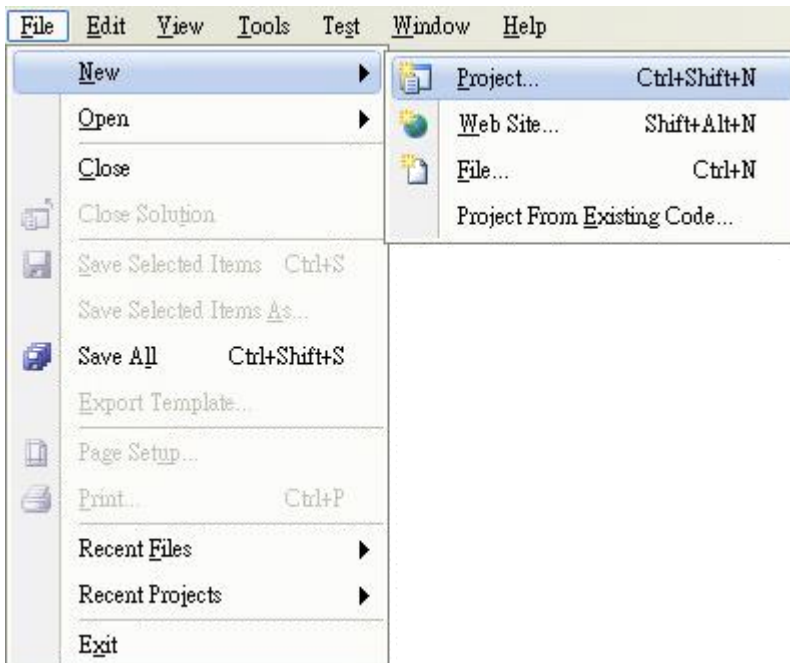 File Edit View Tools Test Window Help
New
Project... Ctrl+Shift+N
Open
Web Site... Shift+Alt+N
Close
File... Ctrl+N
Close Solution
Project From Existing Code...
Save Selected Items Ctrl+S
Save Selected Items As...
Save All Ctrl+Shift+S
Export Template...
Page Setup...
Print... Ctrl+P
Recent Files
Recent Projects
Exit